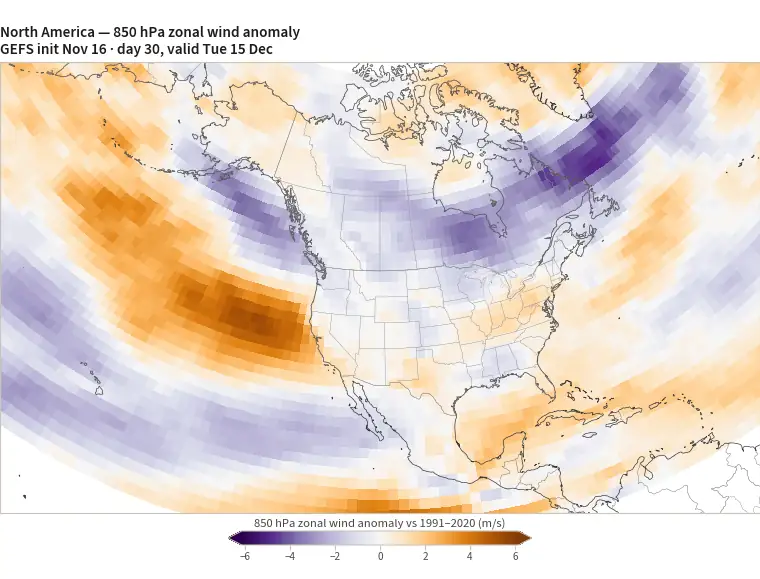 North America — 850 hPa zonal wind anomaly
GEFS init Nov 16 · day 30, valid Tue 15 Dec
850 hPa zonal wind anomaly vs 1991–2020 (m/s)
−6 −4 −2 0 2 4 6